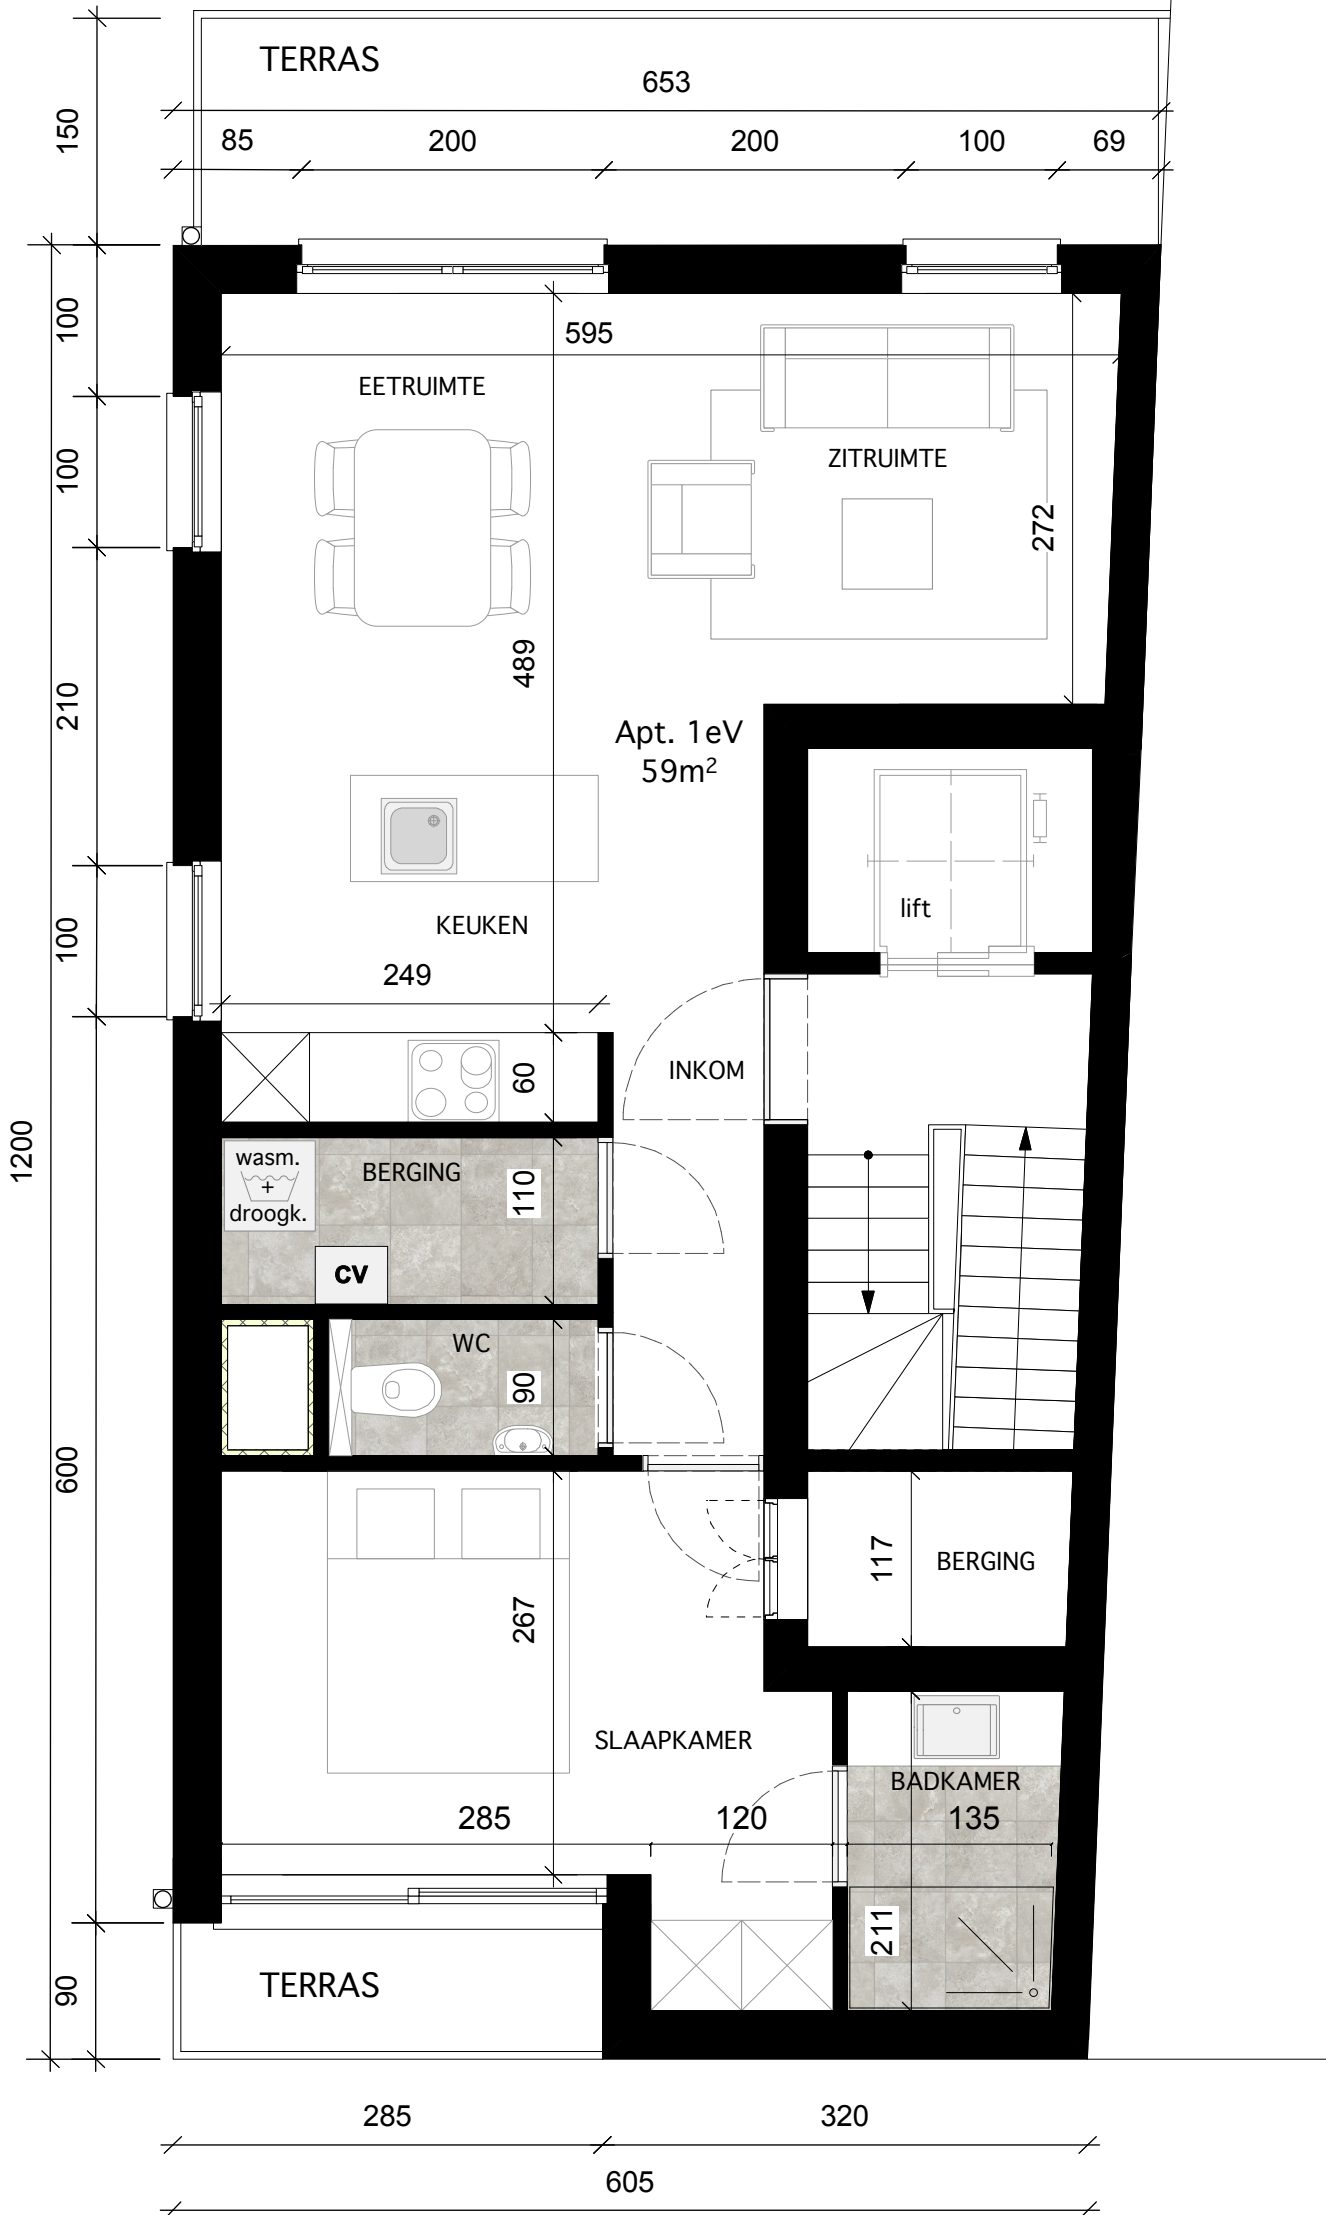 TERRAS
653
150
85
200
200
100
69
100
595
EETRUIMTE
100
ZITRUIMTE
272
489
210
Apt. 1eV
59m²
lift
KEUKEN
100
249
60
INKOM
1200
wasm.
+
droogk.
BERGING
110
CV
WC
90
600
117
BERGING
267
SLAAPKAMER
BADKAMER
285
120
135
211
TERRAS
90
285
320
605